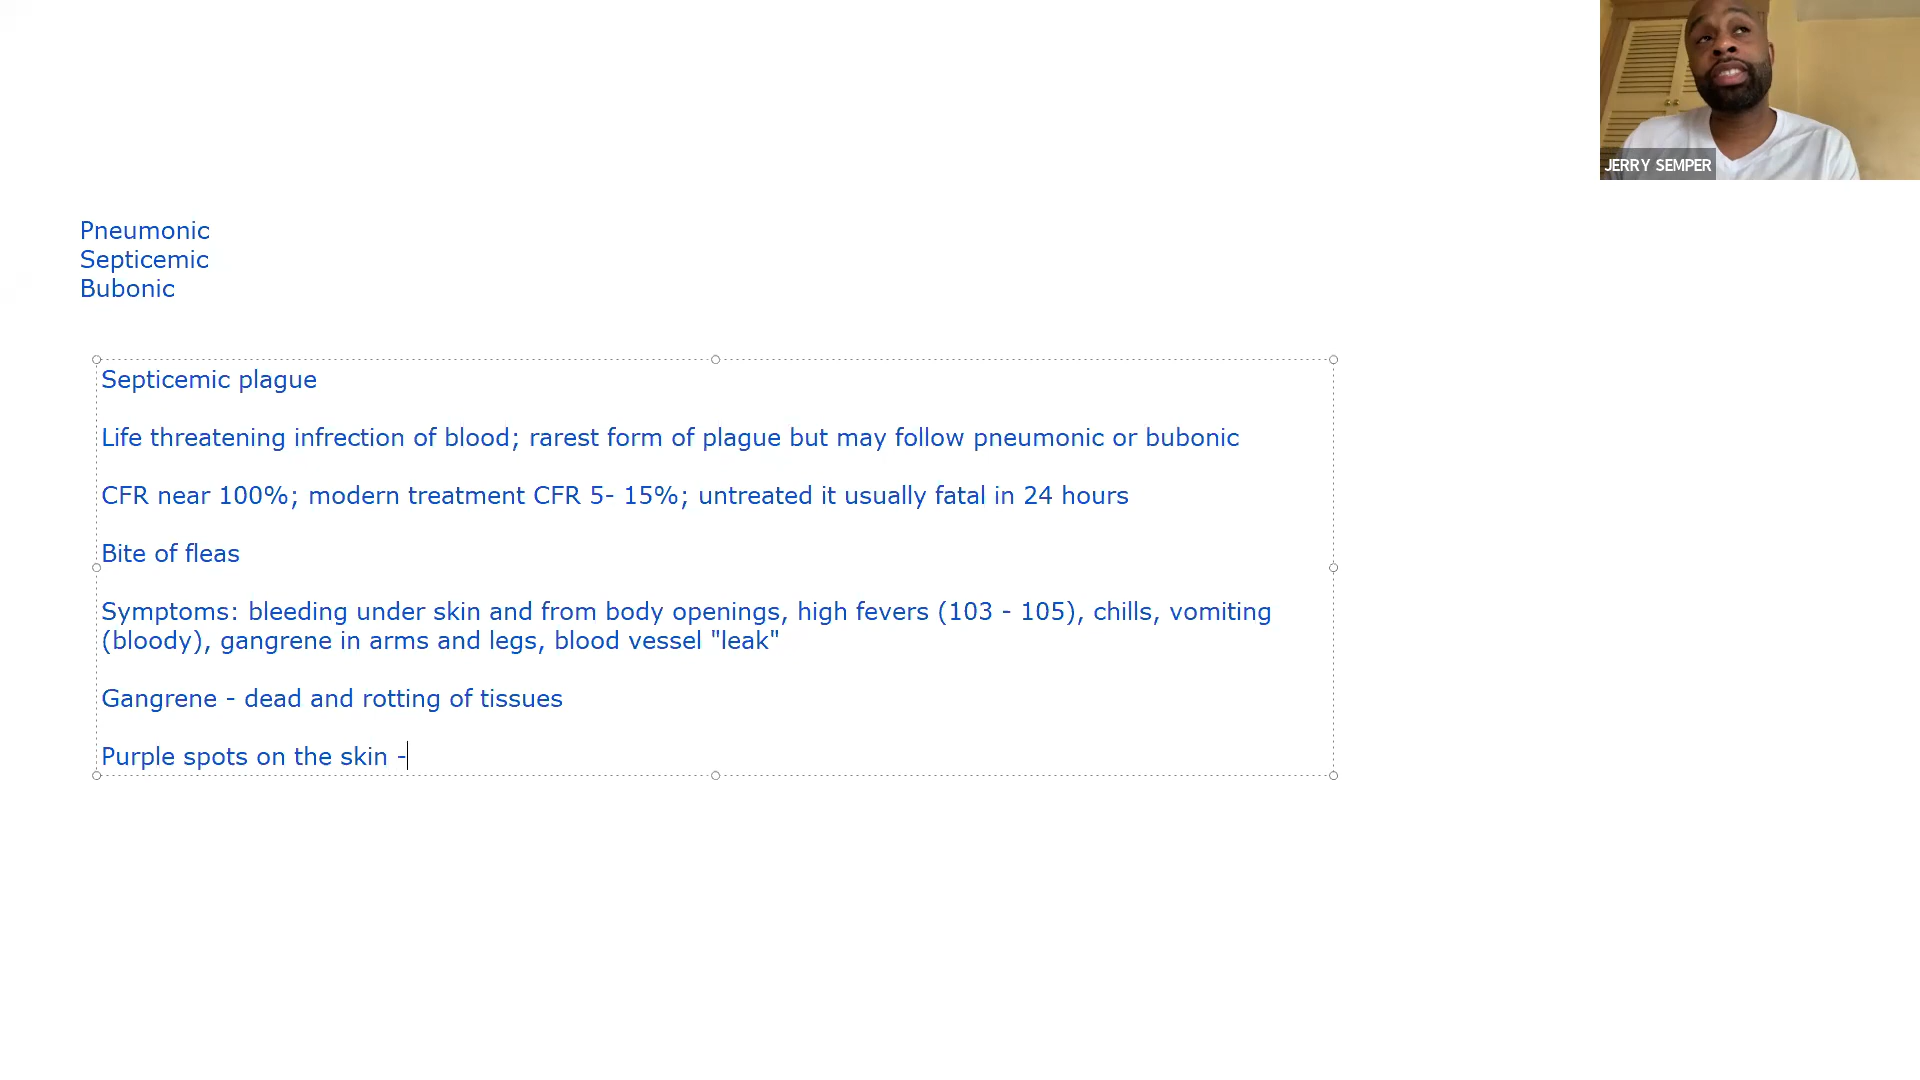 JERRY SEMPER
Pneumonic
Septicemic
Bubonic
Septicemic plague
Life threatening infrection of blood; rarest form of plague but may follow pneumonic or bubonic
CFR near 100%; modern treatment CFR 5- 15%; untreated it usually fatal in 24 hours
Bite of fleas
Symptoms: bleeding under skin and from body openings, high fevers (103 - 105), chills, vomiting
(bloody), gangrene in arms and legs, blood vessel "leak"
Gangrene - dead and rotting of tissues
Purple spots on the skin -